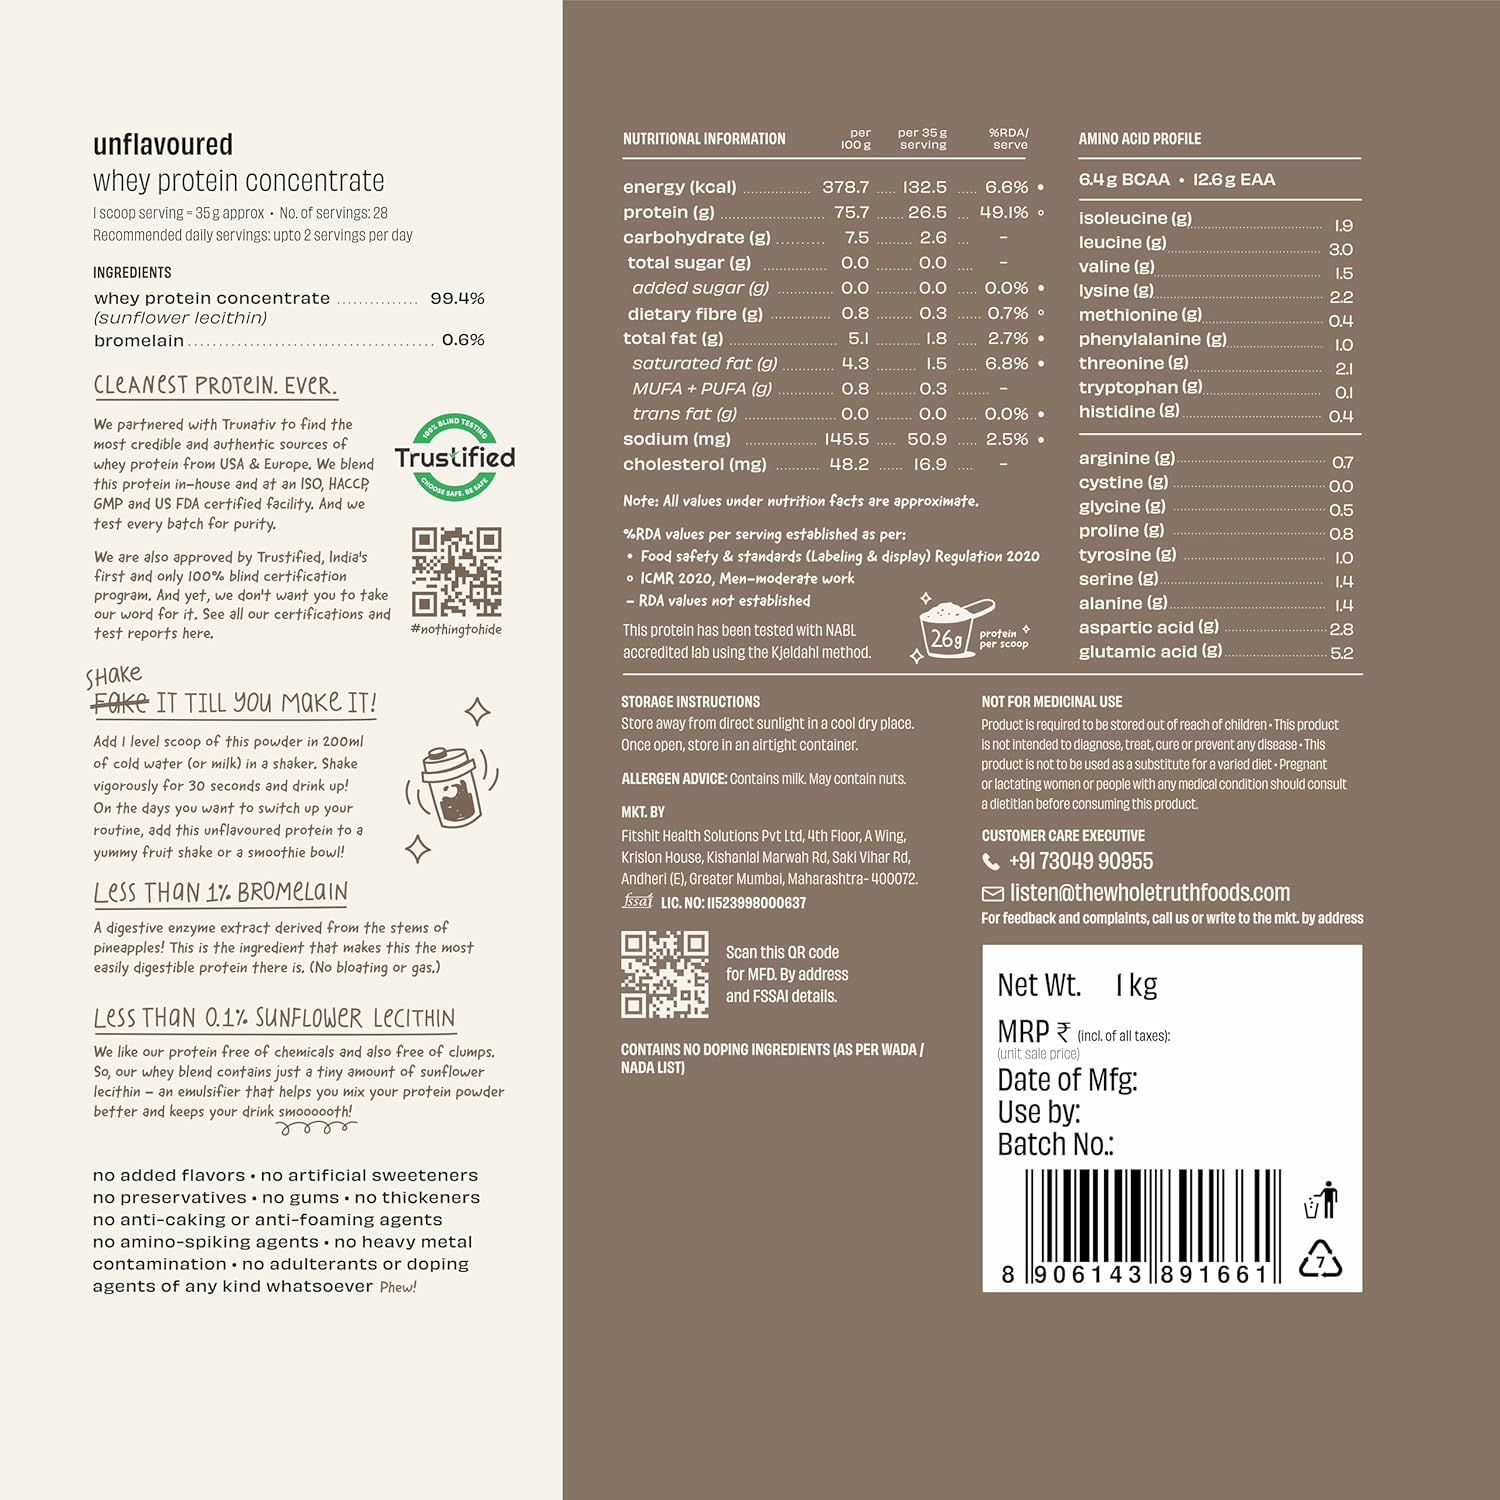 unflavoured
whey protein concentrate
1 scoop serving = 35 g approx • No. of servings: 28
Recommended daily servings: upto 2 servings per day
INGREDIENTS
whey protein concentrate .............. 99.4%
(sunflower lecithin)
bromelain ..................................... 0.6%
CLEANEST PROTEIN. EVER.
We partnered with Trunativ to find the
most credible and authentic sources of
whey protein from USA & Europe. We blend
this protein in-house and at an ISO, HACCP,
GMP and US FDA certified facility. And we
test every batch for purity.
100% BLIND TESTING
Trustified
CHOOSE SAFE. BE SAFE
We are also approved by Trustified, India's
first and only 100% blind certification
program. And yet, we don't want you to take
our word for it. See all our certifications and
test reports here.
#nothingtohide
SHAKE
FAKE IT TILL YOU MAKE IT!
Add 1 level scoop of this powder in 200ml
of cold water (or milk) in a shaker. Shake
vigorously for 30 seconds and drink up!
On the days you want to switch up your
routine, add this unflavoured protein to a
yummy fruit shake or a smoothie bowl!
LESS THAN 1% BROMELAIN
A digestive enzyme extract derived from the stems of
pineapples! This is the ingredient that makes this the most
easily digestible protein there is. (No bloating or gas.)
LESS THAN 0.1% SUNFLOWER LECITHIN
We like our protein free of chemicals and also free of clumps.
So, our whey blend contains just a tiny amount of sunflower
lecithin – an emulsifier that helps you mix your protein powder
better and keeps your drink smoooooth!
no added flavors • no artificial sweeteners
no preservatives • no gums • no thickeners
no anti-caking or anti-foaming agents
no amino-spiking agents • no heavy metal
contamination • no adulterants or doping
agents of any kind whatsoever Phew!
NUTRITIONAL INFORMATION per 100 g per 35 g serving %RDA/ serve
energy (kcal) 378.7 132.5 6.6% •
protein (g) 75.7 26.5 49.1% ∘
carbohydrate (g) 7.5 2.6 –
total sugar (g) 0.0 0.0 –
added sugar (g) 0.0 0.0 0.0% •
dietary fibre (g) 0.8 0.3 0.7% ∘
total fat (g) 5.1 1.8 2.7% •
saturated fat (g) 4.3 1.5 6.8% •
MUFA + PUFA (g) 0.8 0.3 –
trans fat (g) 0.0 0.0 0.0% •
sodium (mg) 145.5 50.9 2.5% •
cholesterol (mg) 48.2 16.9 –
Note: All values under nutrition facts are approximate.
%RDA values per serving established as per:
• Food safety & standards (Labeling & display) Regulation 2020
∘ ICMR 2020, Men-moderate work
– RDA values not established
This protein has been tested with NABL
accredited lab using the Kjeldahl method.
26g protein
per scoop
AMINO ACID PROFILE
6.4 g BCAA • 12.6 g EAA
isoleucine (g) 1.9
leucine (g) 3.0
valine (g) 1.5
lysine (g) 2.2
methionine (g) 0.4
phenylalanine (g) 1.0
threonine (g) 2.1
tryptophan (g) 0.1
histidine (g) 0.4
arginine (g) 0.7
cystine (g) 0.0
glycine (g) 0.5
proline (g) 0.8
tyrosine (g) 1.0
serine (g) 1.4
alanine (g) 1.4
aspartic acid (g) 2.8
glutamic acid (g) 5.2
STORAGE INSTRUCTIONS
Store away from direct sunlight in a cool dry place.
Once open, store in an airtight container.
ALLERGEN ADVICE: Contains milk. May contain nuts.
MKT. BY
Fitshit Health Solutions Pvt Ltd, 4th Floor, A Wing,
Krislon House, Kishanlal Marwah Rd, Saki Vihar Rd,
Andheri (E), Greater Mumbai, Maharashtra- 400072.
fssai LIC. NO: 11523998000637
Scan this QR code
for MFD. By address
and FSSAI details.
CONTAINS NO DOPING INGREDIENTS (AS PER WADA /
NADA LIST)
NOT FOR MEDICINAL USE
Product is required to be stored out of reach of children • This product
is not intended to diagnose, treat, cure or prevent any disease • This
product is not to be used as a substitute for a varied diet • Pregnant
or lactating women or people with any medical condition should consult
a dietitian before consuming this product.
CUSTOMER CARE EXECUTIVE
+91 73049 90955
listen@thewholetruthfoods.com
For feedback and complaints, call us or write to the mkt. by address
Net Wt. 1 kg
MRP ₹ (incl. of all taxes):
(unit sale price)
Date of Mfg:
Use by:
Batch No.:
8 906143 891661
7